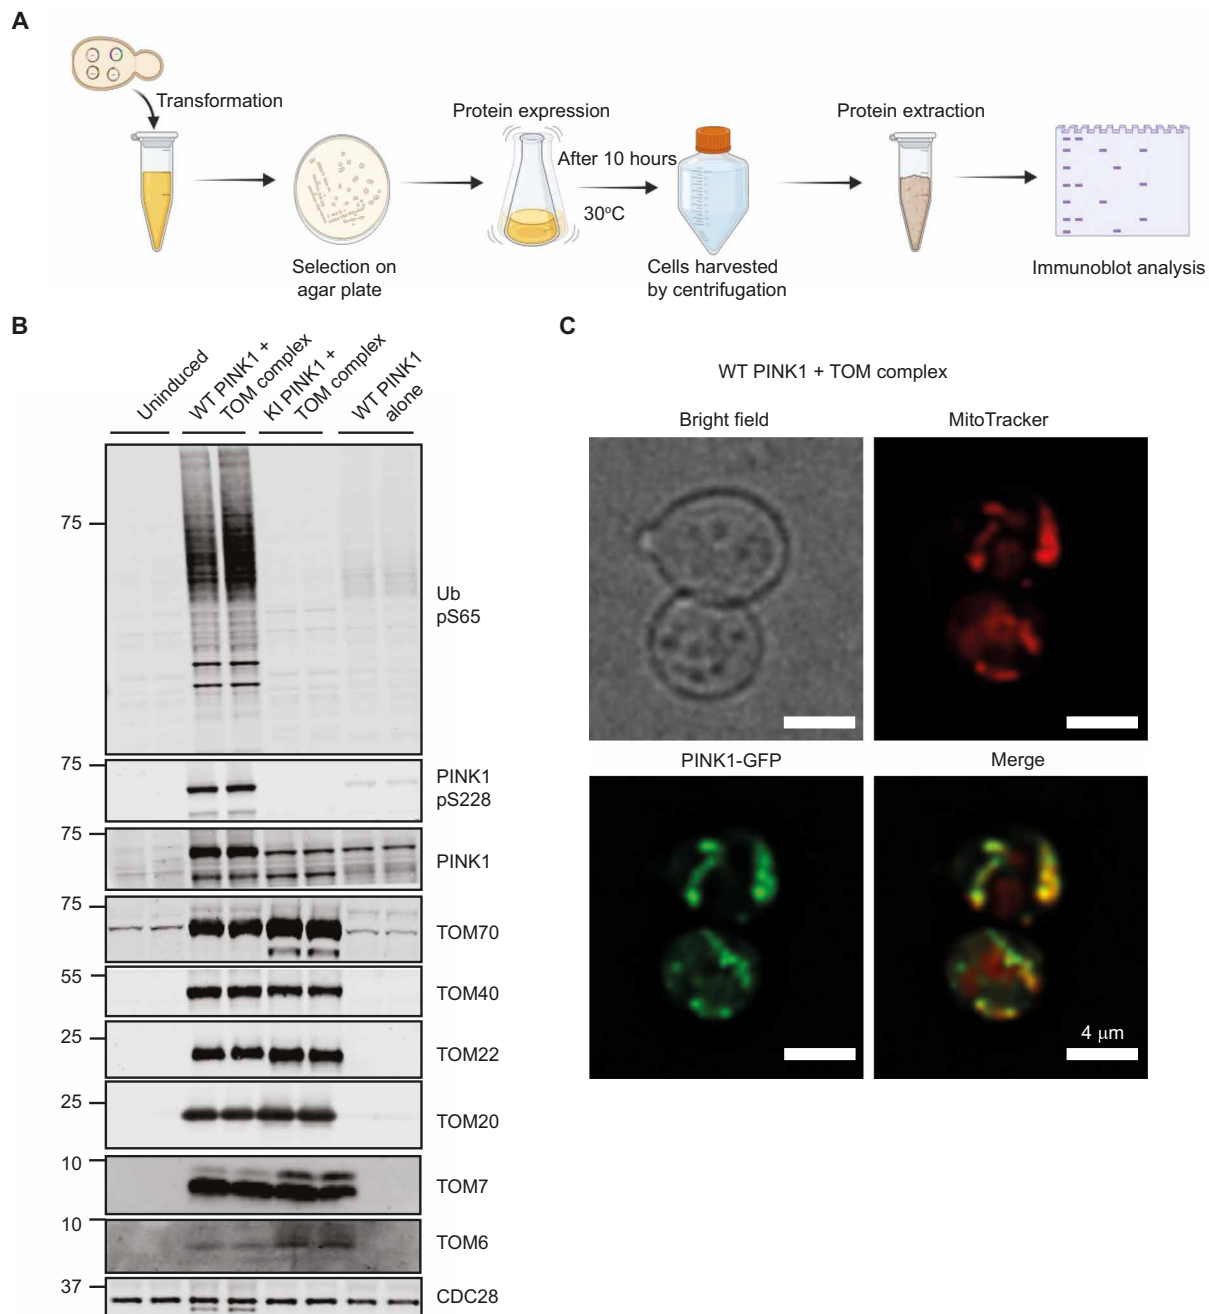 A
Transformation
Protein expression
Protein extraction
After 10 hours
30°C
Selection on
agar plate
Cells harvested
by centrifugation
Immunoblot analysis
B
Uninduced
WT PINK1 +
TOM complex
KI PINK1 +
TOM complex
WT PINK1
alone
75
Ub
pS65
75
PINK1
pS228
75
PINK1
75
TOM70
55
TOM40
25
TOM22
25
TOM20
10
TOM7
10
TOM6
37
CDC28
C
WT PINK1 + TOM complex
Bright field
MitoTracker
PINK1-GFP
Merge
4 μm